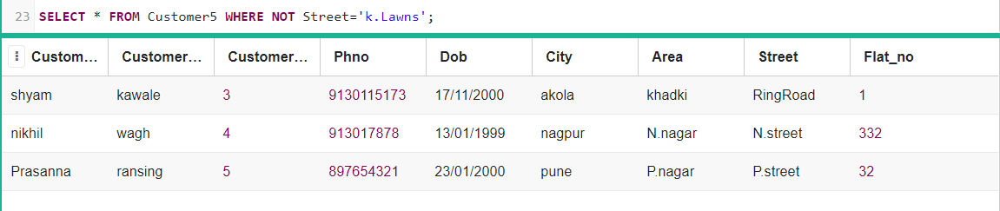 23 SELECT * FROM Customer5 WHERE NOT Street='k.Lawns';
Custom... Customer... Customer... Phno Dob City Area Street Flat_no
shyam kawale 3 9130115173 17/11/2000 akola khadki RingRoad 1
nikhil wagh 4 913017878 13/01/1999 nagpur N.nagar N.street 332
Prasanna ransing 5 897654321 23/01/2000 pune P.nagar P.street 32